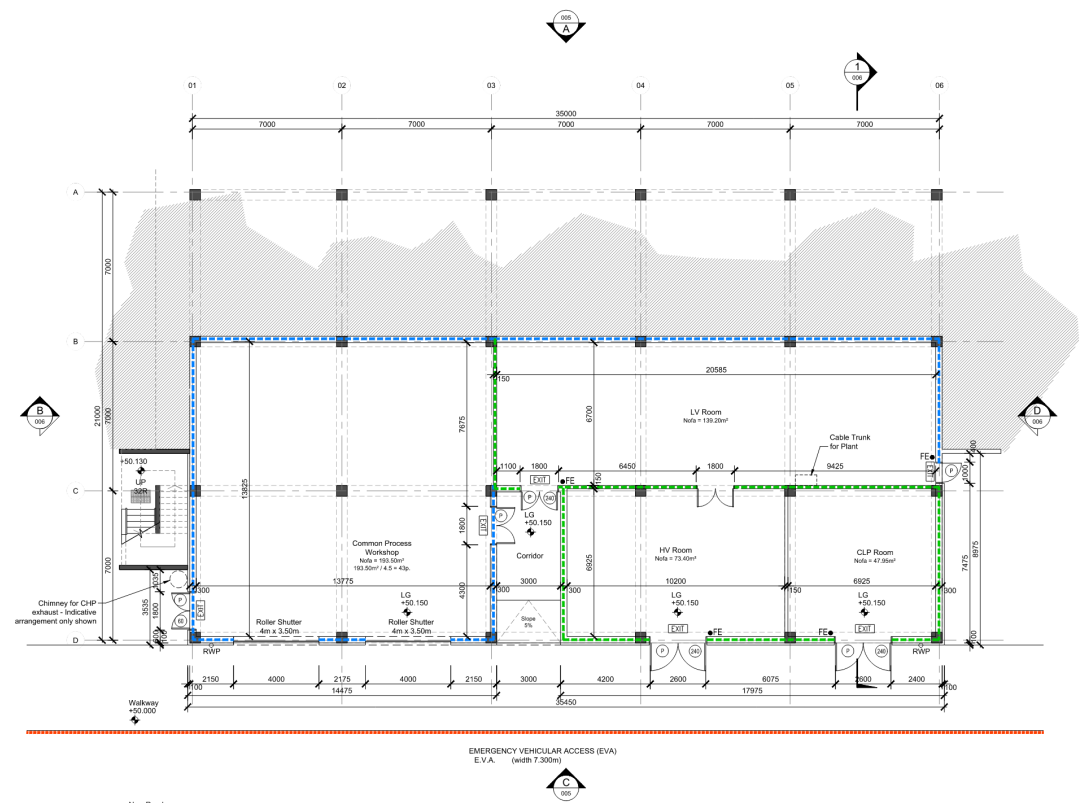 005
A
1
006
01
02
03
04
05
06
35000
7000
7000
7000
7000
7000
A
B
C
D
7000
7000
7000
21000
B
006
D
006
20585
150
6700
7675
13825
LV Room
Nofa = 139.20m²
Cable Trunk
for Plant
FE
EXIT
P
400
1000
1100
1800
6450
1800
9425
EXIT
FE
150
P
240
+50.130
UP
32R
LG
+50.150
P
EXIT
1800
Corridor
Common Process
Workshop
Nofa = 193.50m²
193.50m² / 4.5 = 43p.
HV Room
Nofa = 73.40m²
CLP Room
Nofa = 47.95m²
6925
7475
8975
13775
300
4300
300
3000
300
10200
150
6925
300
Chimney for CHP
exhaust - Indicative
arrangement only shown
1035
1800
3535
P
60
EXIT
LG
+50.150
LG
+50.150
LG
+50.150
Roller Shutter
4m x 3.50m
Roller Shutter
4m x 3.50m
Slope
5%
EXIT
FE
FE
EXIT
RWP
P
240
P
240
RWP
2150
4000
2175
4000
2150
3000
4200
2600
6075
2600
2400
100
14475
17975
100
35450
Walkway
+50.000
EMERGENCY VEHICULAR ACCESS (EVA)
E.V.A. (width 7.300m)
C
005